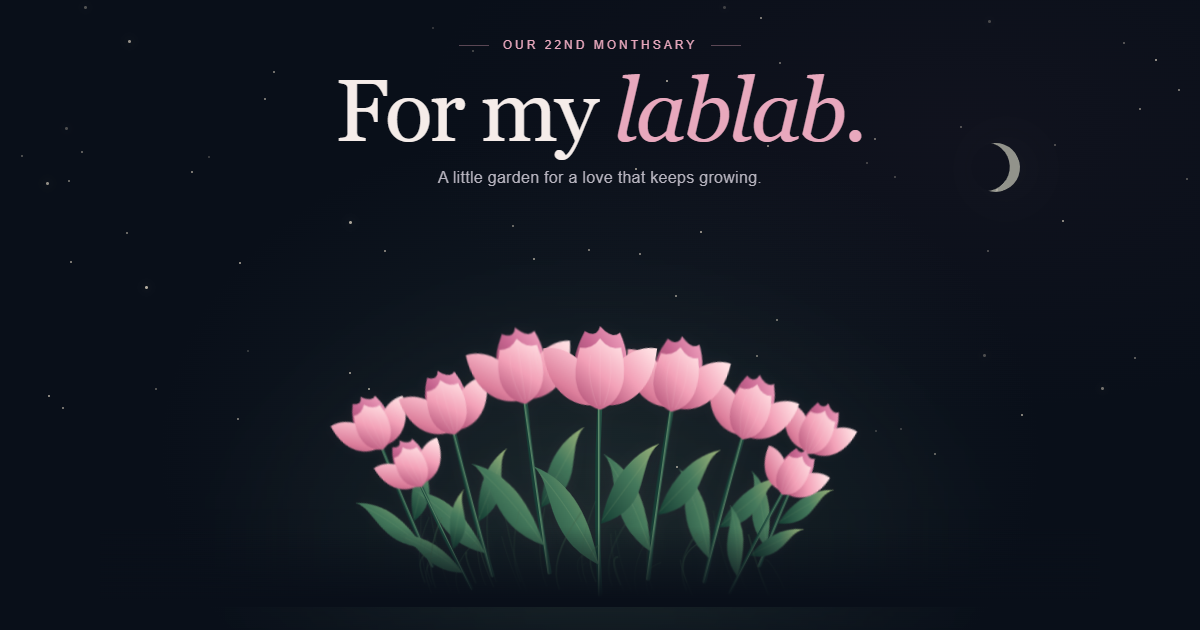 OUR 22ND MONTHSARY
For my lablab.
A little garden for a love that keeps growing.